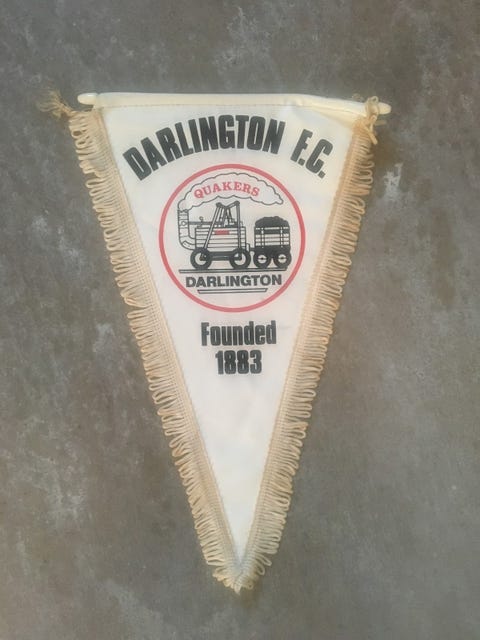 DARLINGTON F.C.
QUAKERS
DARLINGTON
Founded
1883